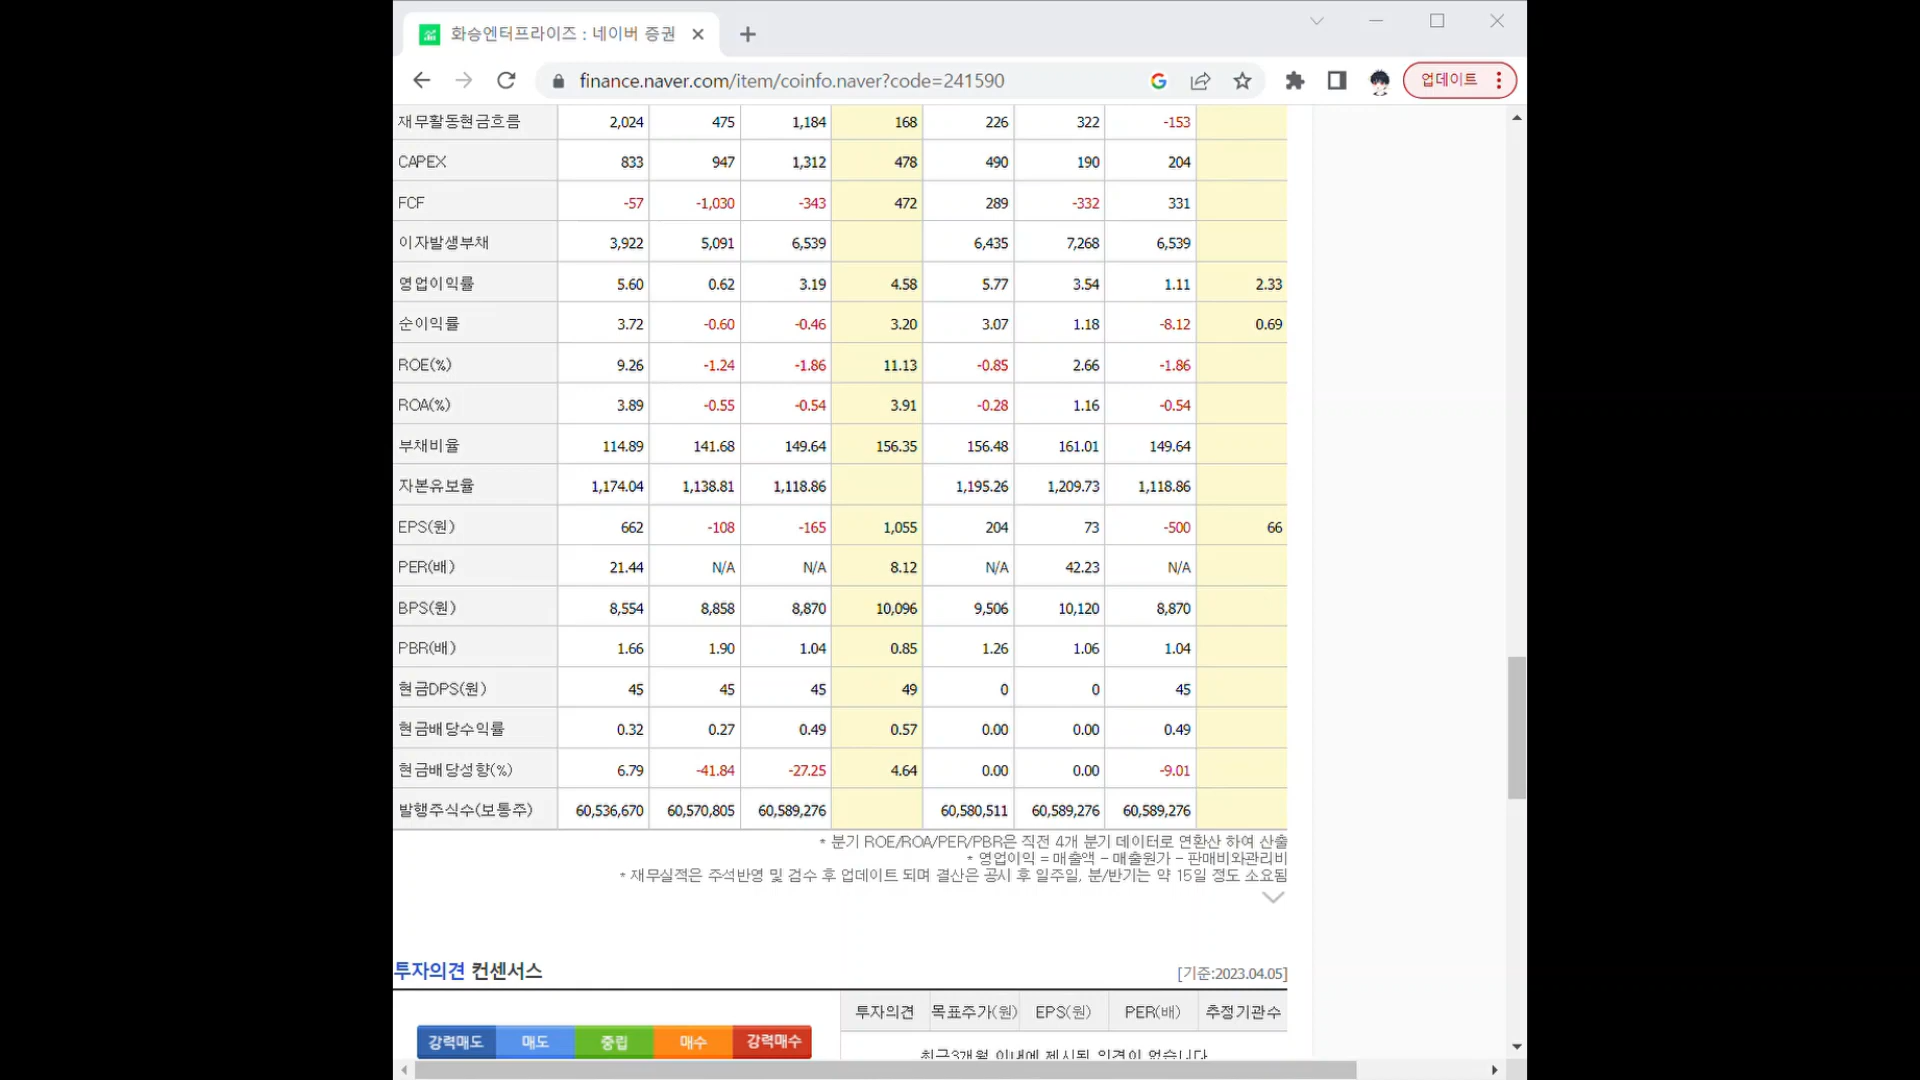 화승엔터프라이즈 : 네이버 증권
finance.naver.com/item/coinfo.naver?code=241590
업데이트
재무활동현금흐름 2,024 475 1,184 168 226 322 -153
CAPEX 833 947 1,312 478 490 190 204
FCF -57 -1,030 -343 472 289 -332 331
이자발생부채 3,922 5,091 6,539 6,435 7,268 6,539
영업이익률 5.60 0.62 3.19 4.58 5.77 3.54 1.11 2.33
순이익률 3.72 -0.60 -0.46 3.20 3.07 1.18 -8.12 0.69
ROE(%) 9.26 -1.24 -1.86 11.13 -0.85 2.66 -1.86
ROA(%) 3.89 -0.55 -0.54 3.91 -0.28 1.16 -0.54
부채비율 114.89 141.68 149.64 156.35 156.48 161.01 149.64
자본유보율 1,174.04 1,138.81 1,118.86 1,195.26 1,209.73 1,118.86
EPS(원) 662 -108 -165 1,055 204 73 -500 66
PER(배) 21.44 N/A N/A 8.12 N/A 42.23 N/A
BPS(원) 8,554 8,858 8,870 10,096 9,506 10,120 8,870
PBR(배) 1.66 1.90 1.04 0.85 1.26 1.06 1.04
현금DPS(원) 45 45 45 49 0 0 45
현금배당수익률 0.32 0.27 0.49 0.57 0.00 0.00 0.49
현금배당성향(%) 6.79 -41.84 -27.25 4.64 0.00 0.00 -9.01
발행주식수(보통주) 60,536,670 60,570,805 60,589,276 60,580,511 60,589,276 60,589,276
* 분기 ROE/ROA/PER/PBR은 직전 4개 분기 데이터로 연환산 하여 산출
* 영업이익 = 매출액 - 매출원가 - 판매비와관리비
* 재무실적은 주석반영 및 검수 후 업데이트 되며 결산은 공시 후 일주일, 분/반기는 약 15일 정도 소요됨
투자의견 컨센서스 [기준:2023.04.05]
투자의견 목표주가(원) EPS(원) PER(배) 추정기관수
강력매도 매도 중립 매수 강력매수
최근3개월 이내에 제시된 의견이 없습니다